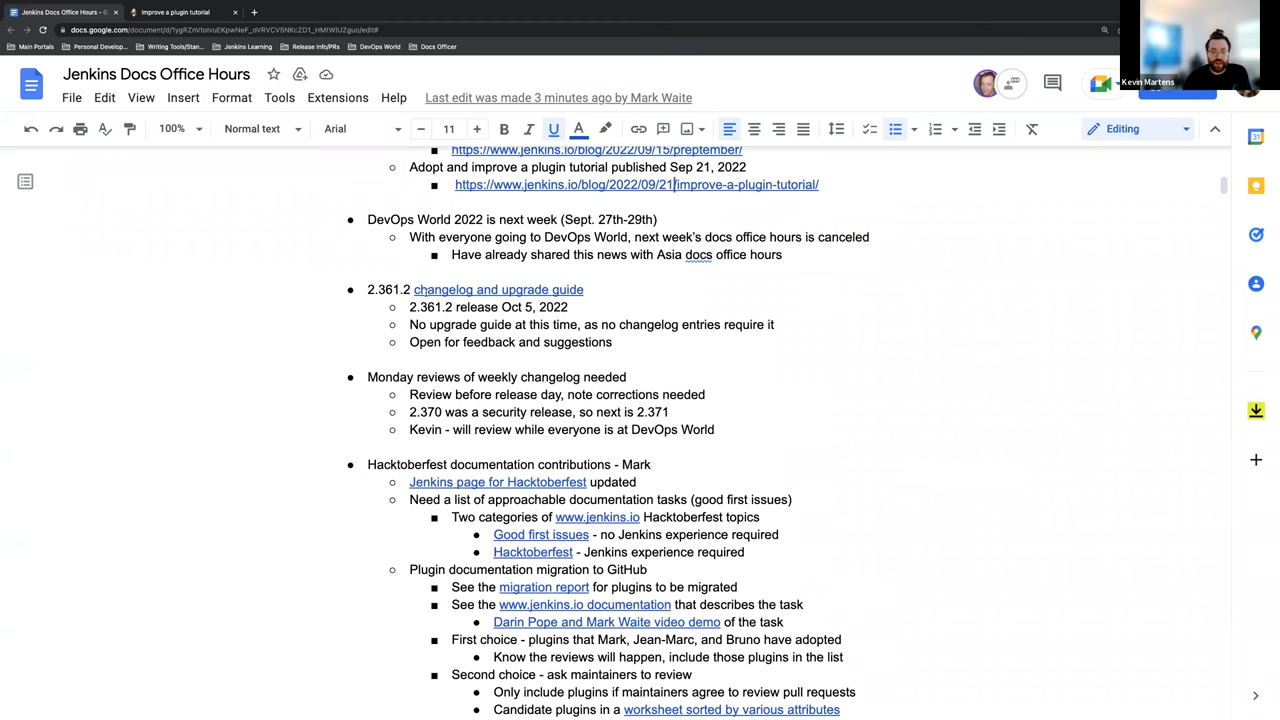 Jenkins Docs Office Hours - G
Improve a plugin tutorial
docs.google.com/document/d/1ygRZnVtoIvuEKpwNeF_oVRVCV5NKcZD1_HMtWlUZguo/edit#
Main Portals
Personal Develop...
Writing Tools/Stan...
Jenkins Learning
Release Info/PRs
DevOps World
Docs Officer
Kevin Martens
Jenkins Docs Office Hours
File Edit View Insert Format Tools Extensions Help Last edit was made 3 minutes ago by Mark Waite
100% Normal text Arial 11 B I U A Editing
■ https://www.jenkins.io/blog/2022/09/15/preptember/
○ Adopt and improve a plugin tutorial published Sep 21, 2022
■ https://www.jenkins.io/blog/2022/09/21/improve-a-plugin-tutorial/
● DevOps World 2022 is next week (Sept. 27th-29th)
○ With everyone going to DevOps World, next week's docs office hours is canceled
■ Have already shared this news with Asia docs office hours
● 2.361.2 changelog and upgrade guide
○ 2.361.2 release Oct 5, 2022
○ No upgrade guide at this time, as no changelog entries require it
○ Open for feedback and suggestions
● Monday reviews of weekly changelog needed
○ Review before release day, note corrections needed
○ 2.370 was a security release, so next is 2.371
○ Kevin - will review while everyone is at DevOps World
● Hacktoberfest documentation contributions - Mark
○ Jenkins page for Hacktoberfest updated
○ Need a list of approachable documentation tasks (good first issues)
■ Two categories of www.jenkins.io Hacktoberfest topics
● Good first issues - no Jenkins experience required
● Hacktoberfest - Jenkins experience required
○ Plugin documentation migration to GitHub
■ See the migration report for plugins to be migrated
■ See the www.jenkins.io documentation that describes the task
● Darin Pope and Mark Waite video demo of the task
■ First choice - plugins that Mark, Jean-Marc, and Bruno have adopted
● Know the reviews will happen, include those plugins in the list
■ Second choice - ask maintainers to review
● Only include plugins if maintainers agree to review pull requests
● Candidate plugins in a worksheet sorted by various attributes